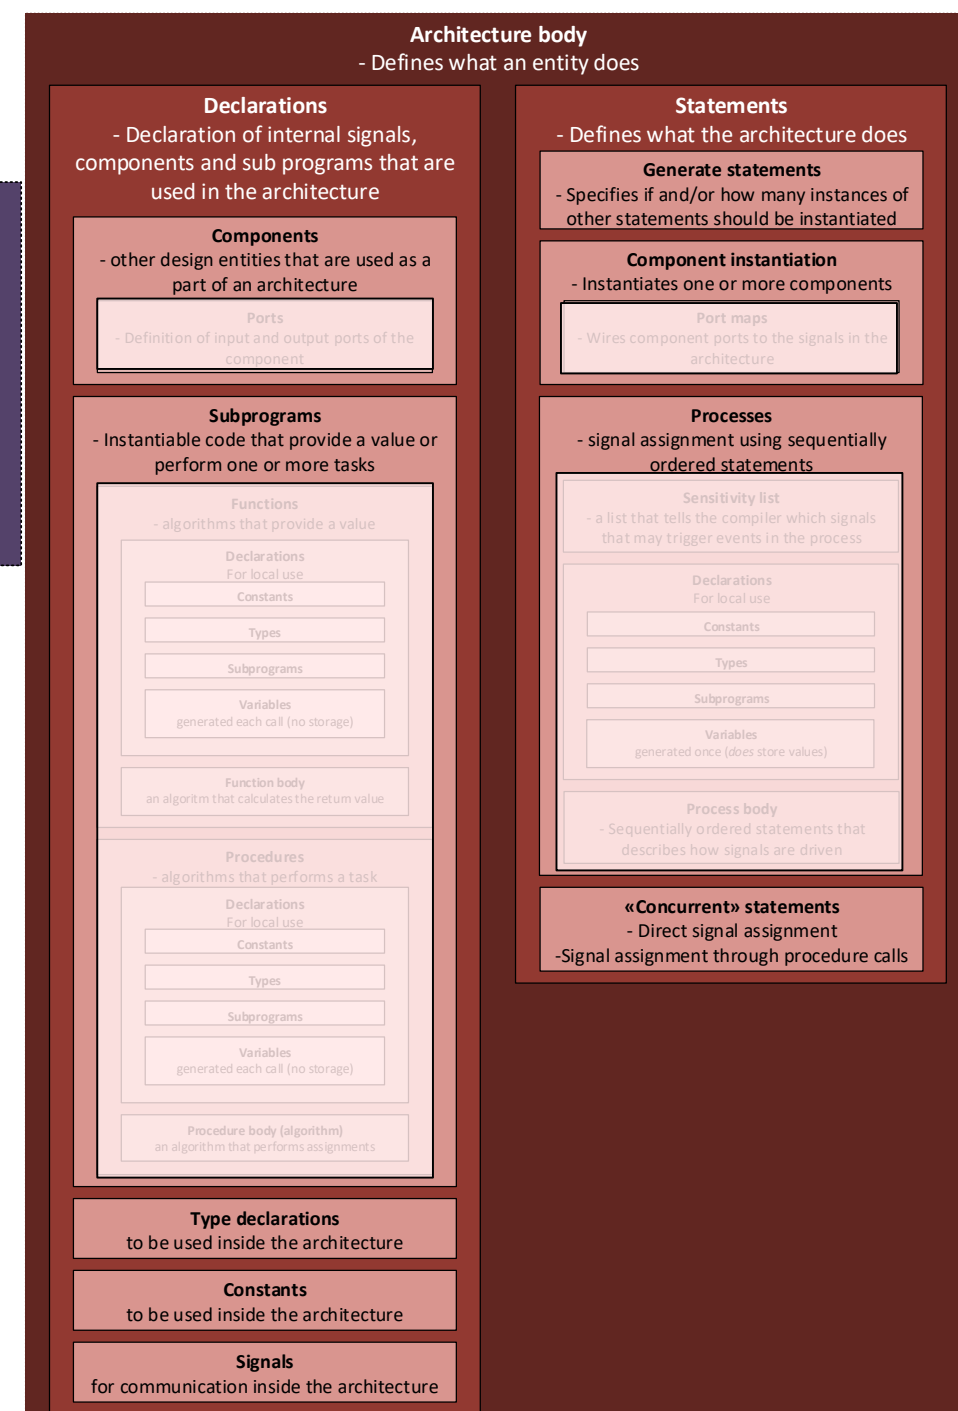 Architecture body
- Defines what an entity does
Declarations
- Declaration of internal signals,
components and sub programs that are
used in the architecture
Components
- other design entities that are used as a
part of an architecture
Ports
- Definition of input and output ports of the
component
Subprograms
- Instantiable code that provide a value or
perform one or more tasks
Functions
- algorithms that provide a value
Declarations
For local use
Constants
Types
Subprograms
Variables
generated each call (no storage)
Function body
an algoritm that calculates the return value
Procedures
- algorithms that performs a task
Declarations
For local use
Constants
Types
Subprograms
Variables
generated each call (no storage)
Procedure body (algorithm)
an algorithm that performs assignments
Type declarations
to be used inside the architecture
Constants
to be used inside the architecture
Signals
for communication inside the architecture
Statements
- Defines what the architecture does
Generate statements
- Specifies if and/or how many instances of
other statements should be instantiated
Component instantiation
- Instantiates one or more components
Port maps
- Wires component ports to the signals in the
architecture
Processes
- signal assignment using sequentially
ordered statements
Sensitivity list
- a list that tells the compiler which signals
that may trigger events in the process
Declarations
For local use
Constants
Types
Subprograms
Variables
generated once (does store values)
Process body
- Sequentially ordered statements that
describes how signals are driven
«Concurrent» statements
- Direct signal assignment
-Signal assignment through procedure calls